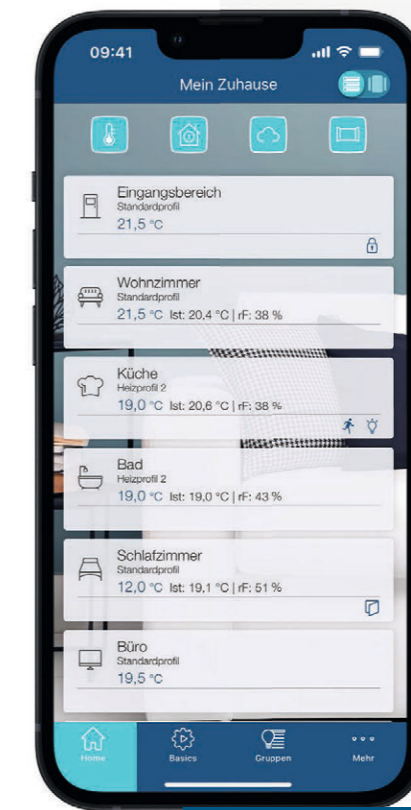 09:41
Mein Zuhause
Eingangsbereich
Standardprofil
21,5 °C
Wohnzimmer
Standardprofil
21,5 °C Ist: 20,4 °C | rF: 38 %
Küche
Heizprofil 2
19,0 °C Ist: 20,6 °C | rF: 38 %
Bad
Heizprofil 2
19,0 °C Ist: 19,0 °C | rF: 43 %
Schlafzimmer
Standardprofil
12,0 °C Ist: 19,1 °C | rF: 51 %
Büro
Standardprofil
19,5 °C
Home Basics Gruppen Mehr